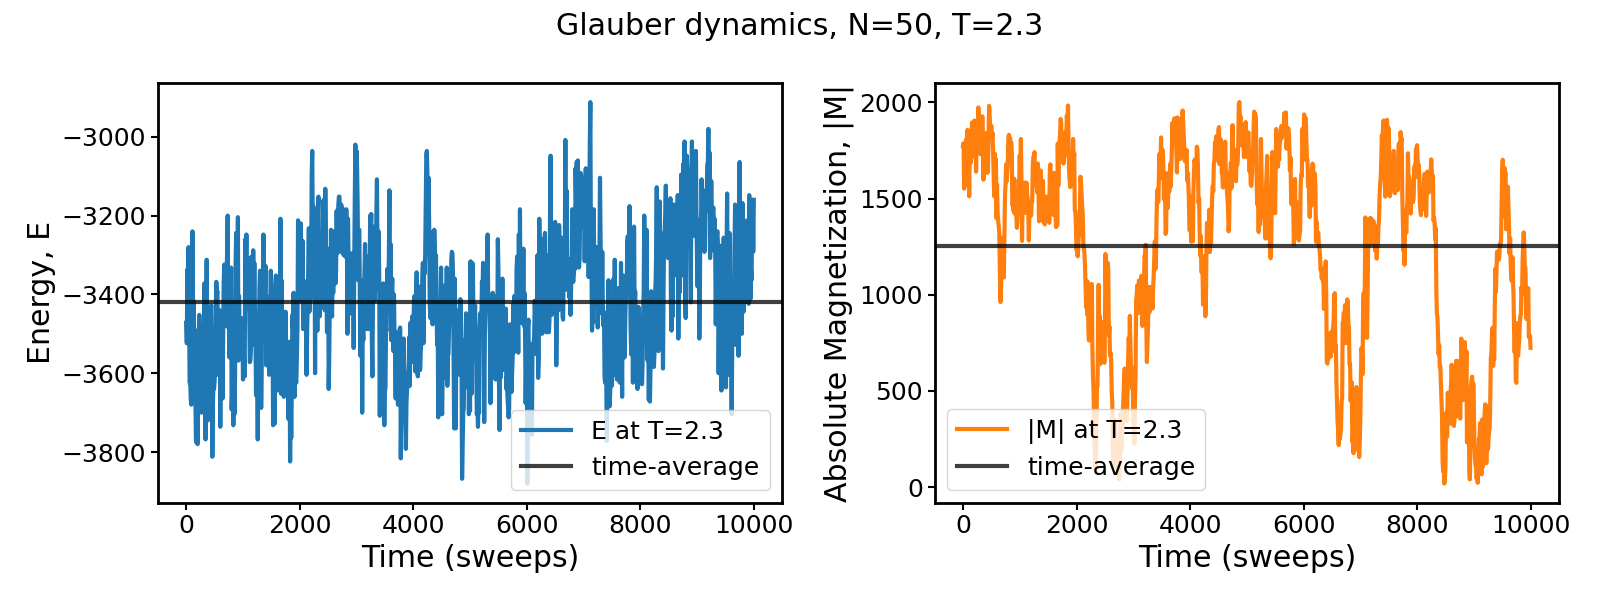 Glauber dynamics, N=50, T=2.3
Energy, E
−3000
−3200
−3400
−3600
−3800
E at T=2.3
time-average
0 2000 4000 6000 8000 10000
Time (sweeps)
Absolute Magnetization, |M|
2000
1500
1000
500
0
|M| at T=2.3
time-average
0 2000 4000 6000 8000 10000
Time (sweeps)